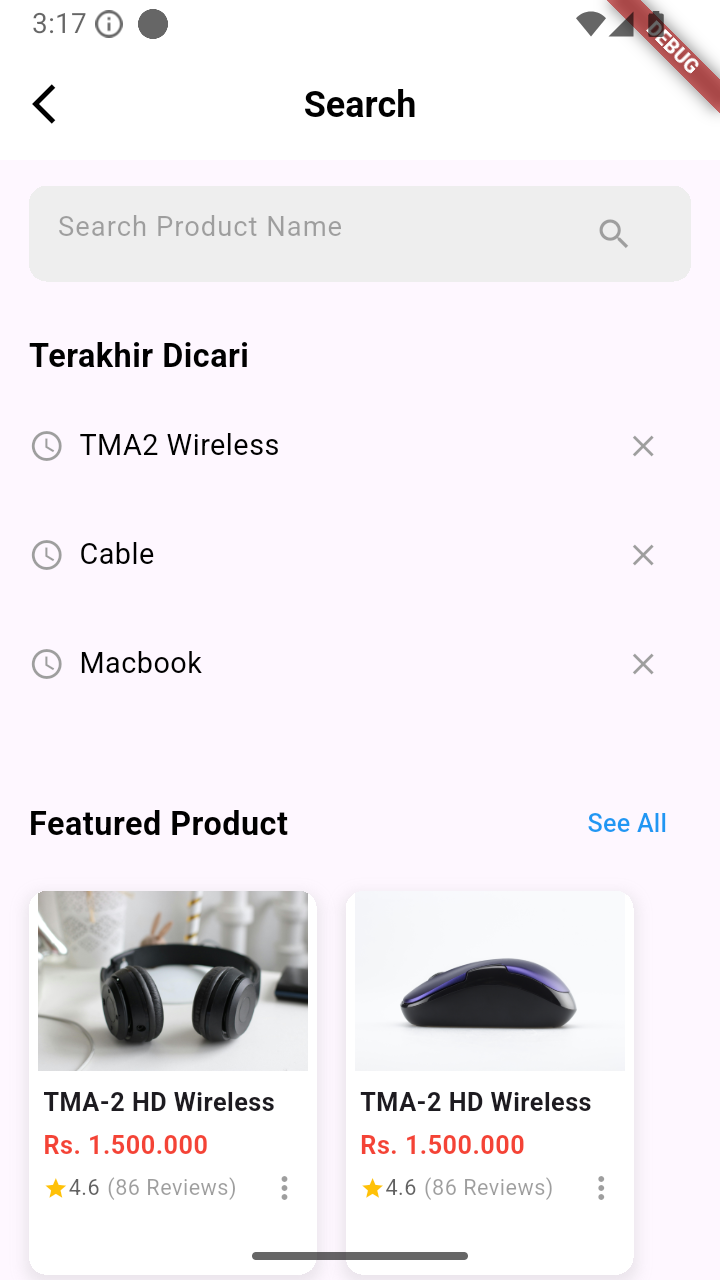 3:17
DEBUG
Search
Search Product Name
Terakhir Dicari
TMA2 Wireless
Cable
Macbook
Featured Product
See All
TMA-2 HD Wireless
Rs. 1.500.000
4.6 (86 Reviews)
TMA-2 HD Wireless
Rs. 1.500.000
4.6 (86 Reviews)